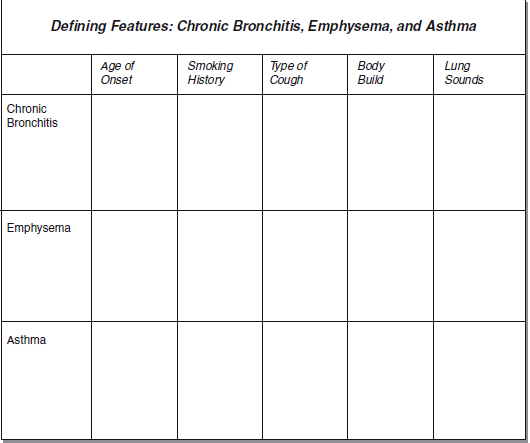 Defining Features: Chronic Bronchitis, Emphysema, and Asthma
Age of
Onset
Smoking
History
Type of
Cough
Body
Build
Lung
Sounds
Chronic
Bronchitis
Emphysema
Asthma